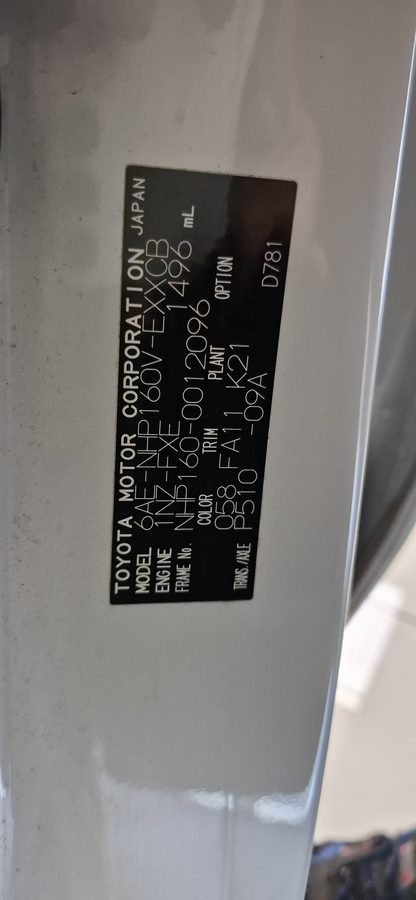 TOYOTA MOTOR CORPORATION JAPAN
MODEL 6AE-NHP160V-EXXCB
ENGINE 1NZ-FXE 1496 mL
FRAME No. NHP160-0012096
COLOR TRIM PLANT OPTION
058 FA11 K21
TRANS./AXLE P510 -09A D781